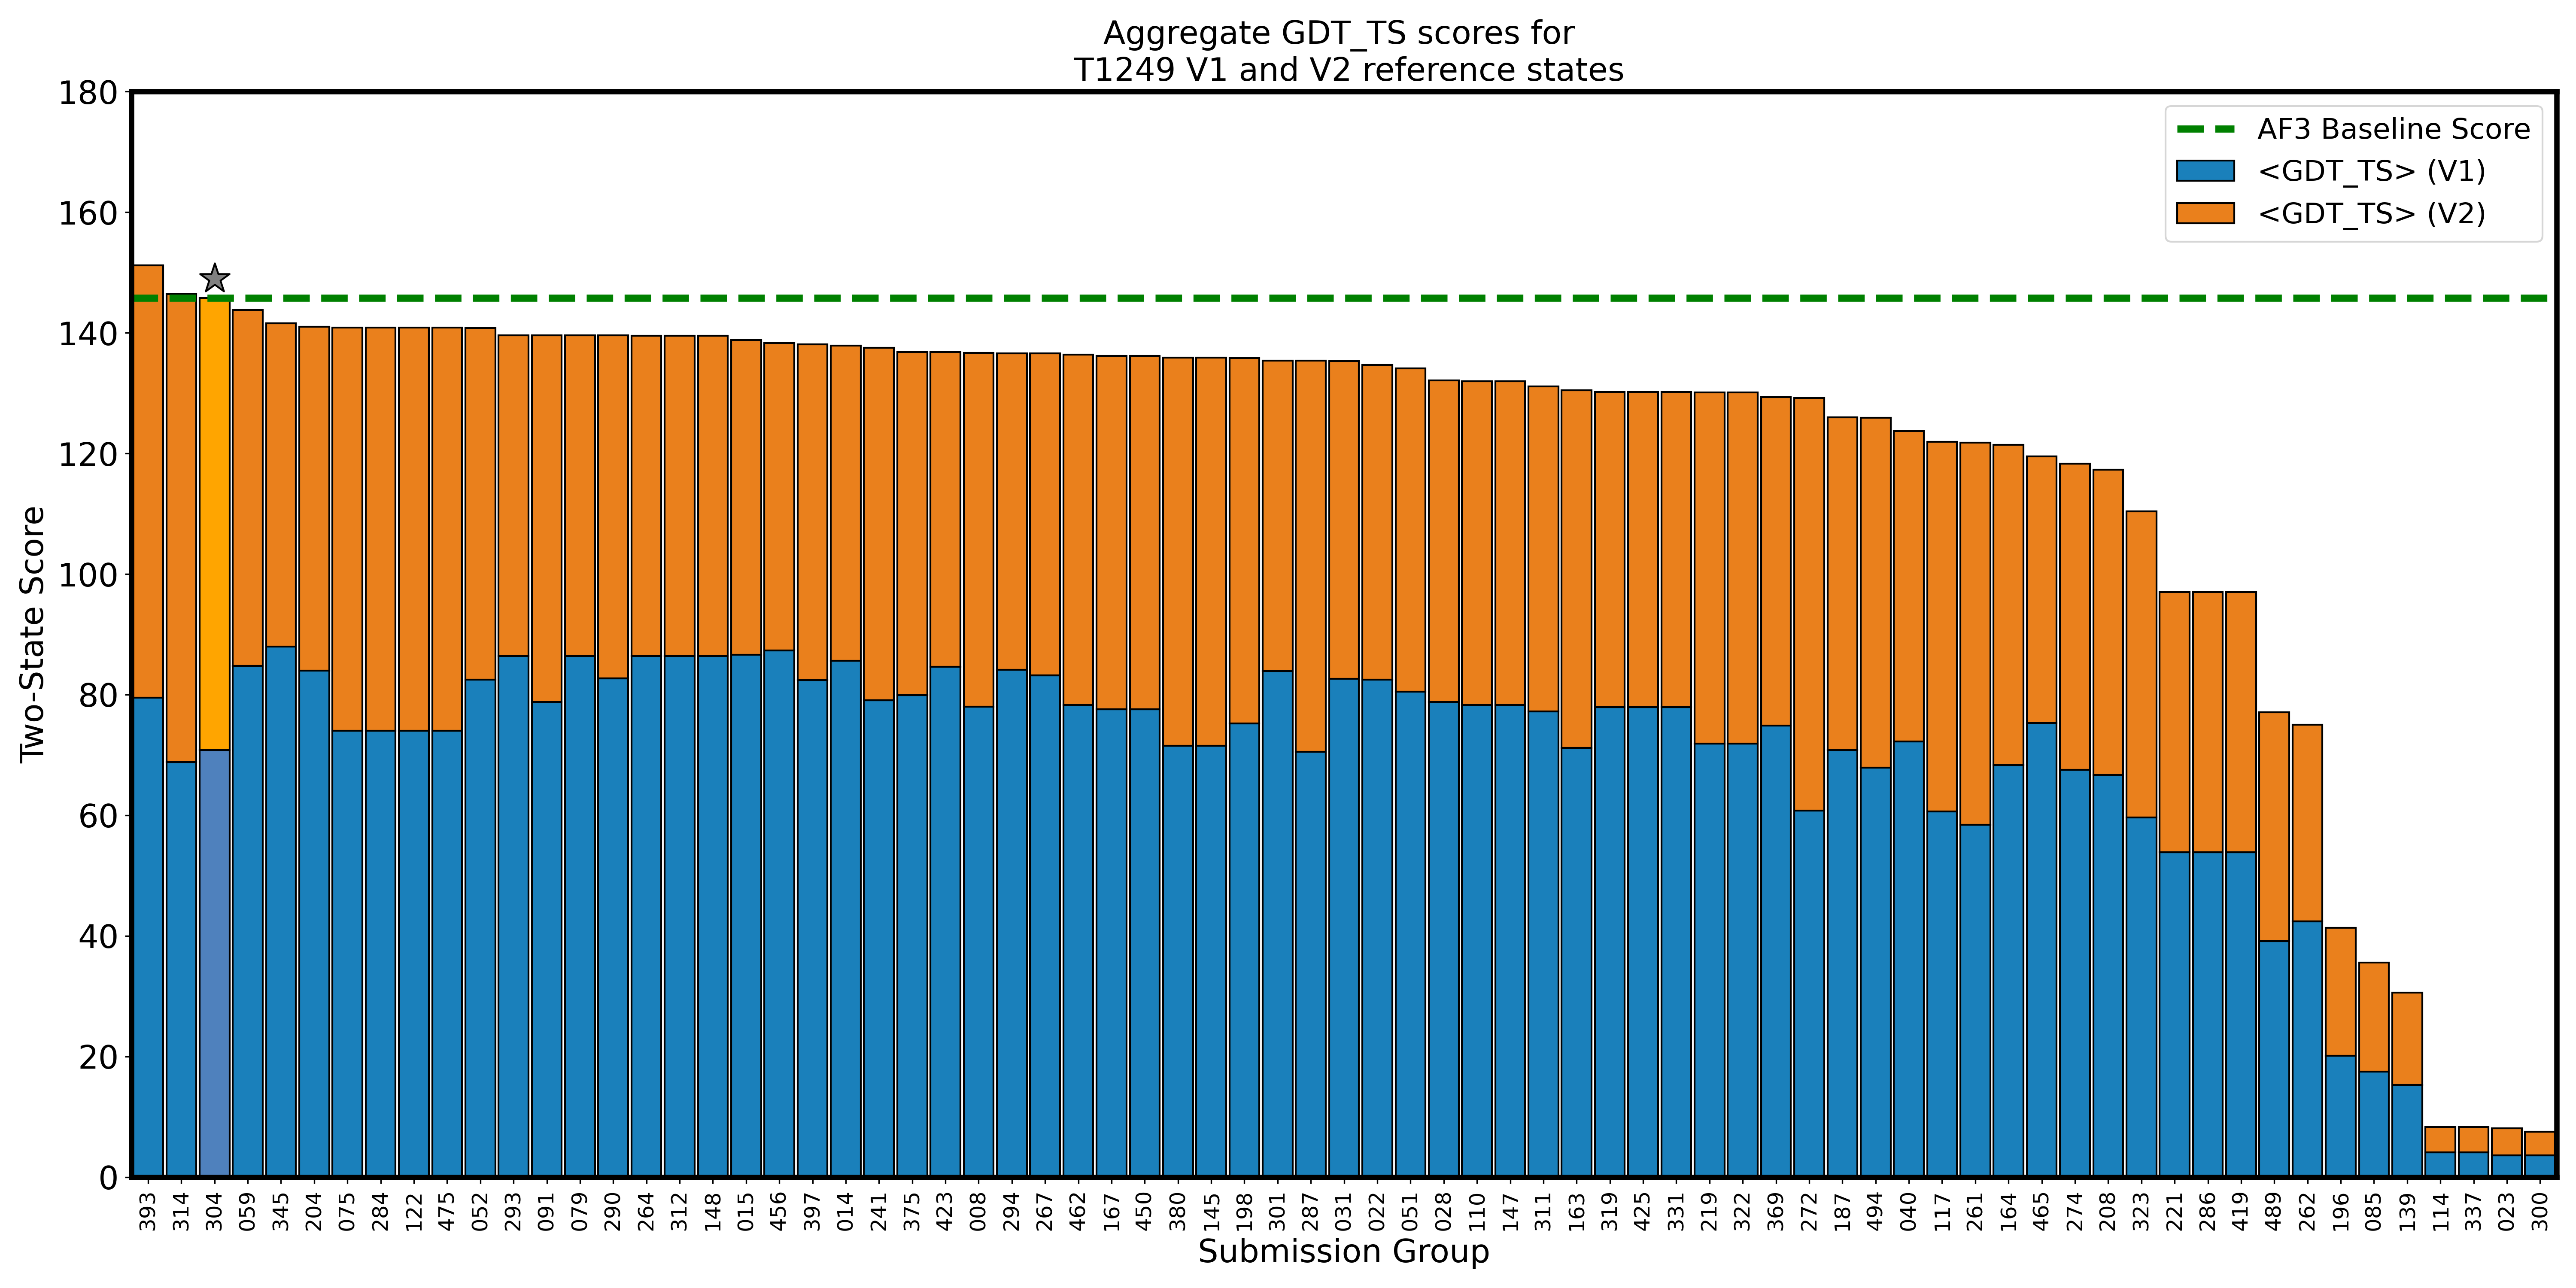 Aggregate GDT_TS scores for
T1249 V1 and V2 reference states
AF3 Baseline Score
<GDT_TS> (V1)
<GDT_TS> (V2)
Two-State Score
180
160
140
120
100
80
60
40
20
0
393 314 304 059 345 204 075 284 122 475 052 293 091 079 290 264 312 148 015 456 397 014 241 375 423 008 294 267 462 167 450 380 145 198 301 287 031 022 051 028 110 147 311 163 319 425 331 219 322 369 272 187 494 040 117 261 164 465 274 208 323 221 286 419 489 262 196 085 139 114 337 023 300
Submission Group